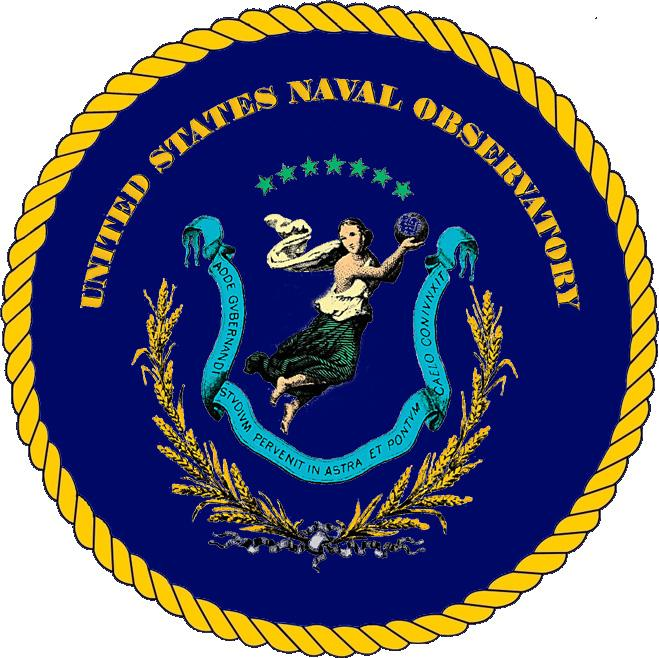 UNITED STATES NAVAL OBSERVATORY
ADDE GVBERNANDI STVDIVM PERVENIT IN ASTRA ET PONTVM CAELO CONIVNXIT